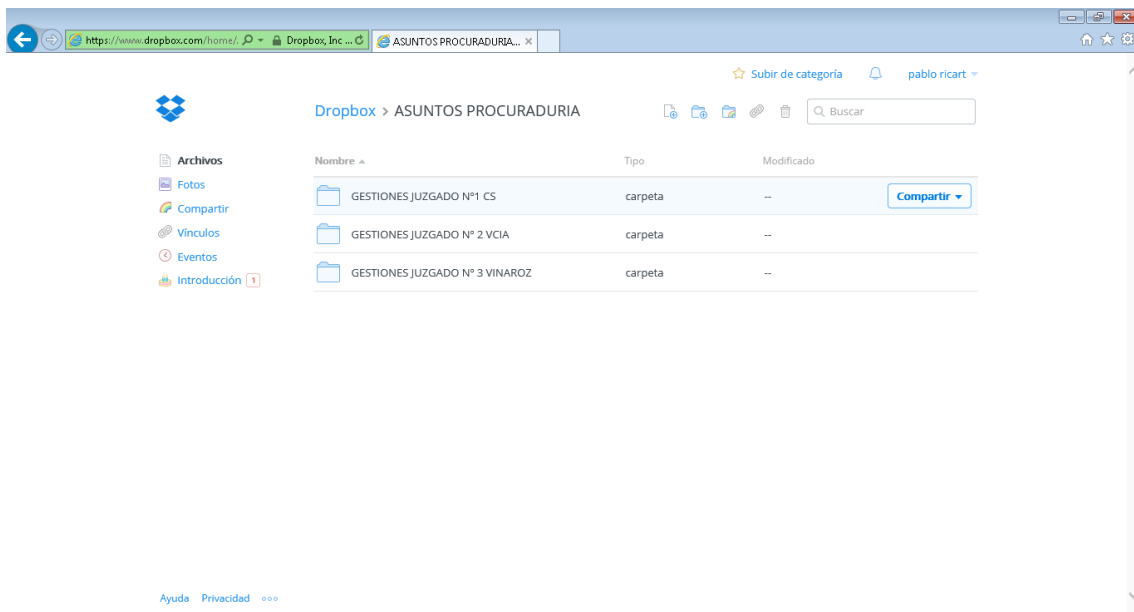 https://www.dropbox.com/home/. Dropbox, Inc ... ASUNTOS PROCURADURIA...
Subir de categoría pablo ricart
Dropbox > ASUNTOS PROCURADURIA Buscar
Archivos
Fotos
Compartir
Vínculos
Eventos
Introducción 1
Nombre Tipo Modificado
GESTIONES JUZGADO Nº1 CS carpeta -- Compartir
GESTIONES JUZGADO Nº 2 VCIA carpeta --
GESTIONES JUZGADO Nº 3 VINAROZ carpeta --
Ayuda Privacidad